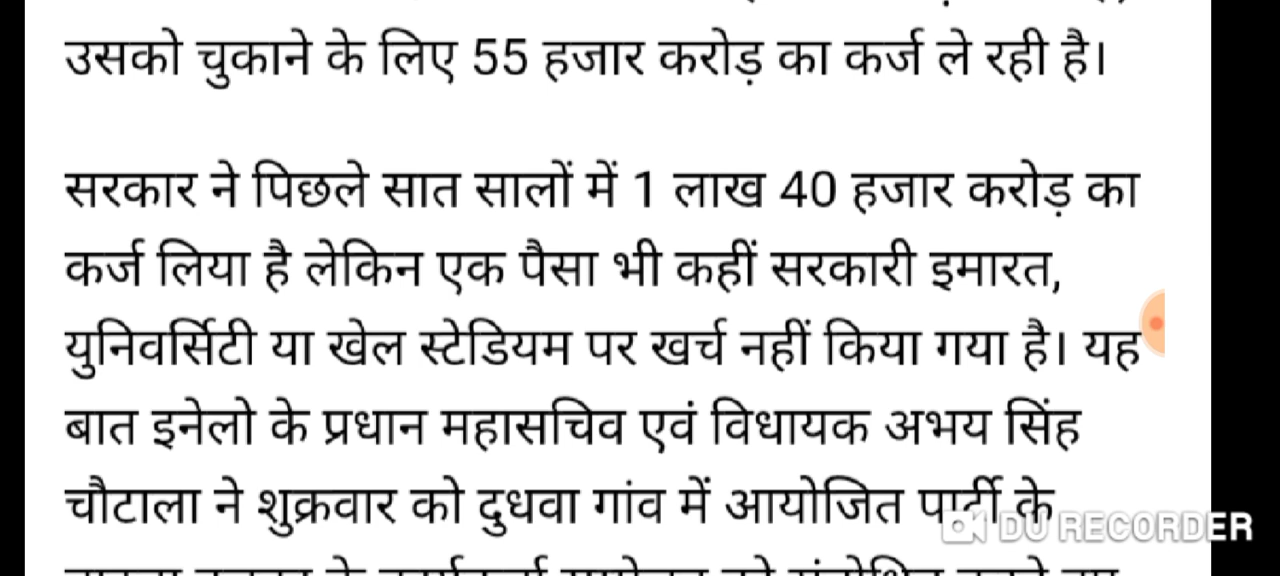 उसको चुकाने के लिए 55 हजार करोड़ का कर्ज ले रही है।
सरकार ने पिछले सात सालों में 1 लाख 40 हजार करोड़ का
कर्ज लिया है लेकिन एक पैसा भी कहीं सरकारी इमारत,
युनिवर्सिटी या खेल स्टेडियम पर खर्च नहीं किया गया है। यह
बात इनेलो के प्रधान महासचिव एवं विधायक अभय सिंह
चौटाला ने शुक्रवार को दुधवा गांव में आयोजित पार्टी के
DU RECORDER